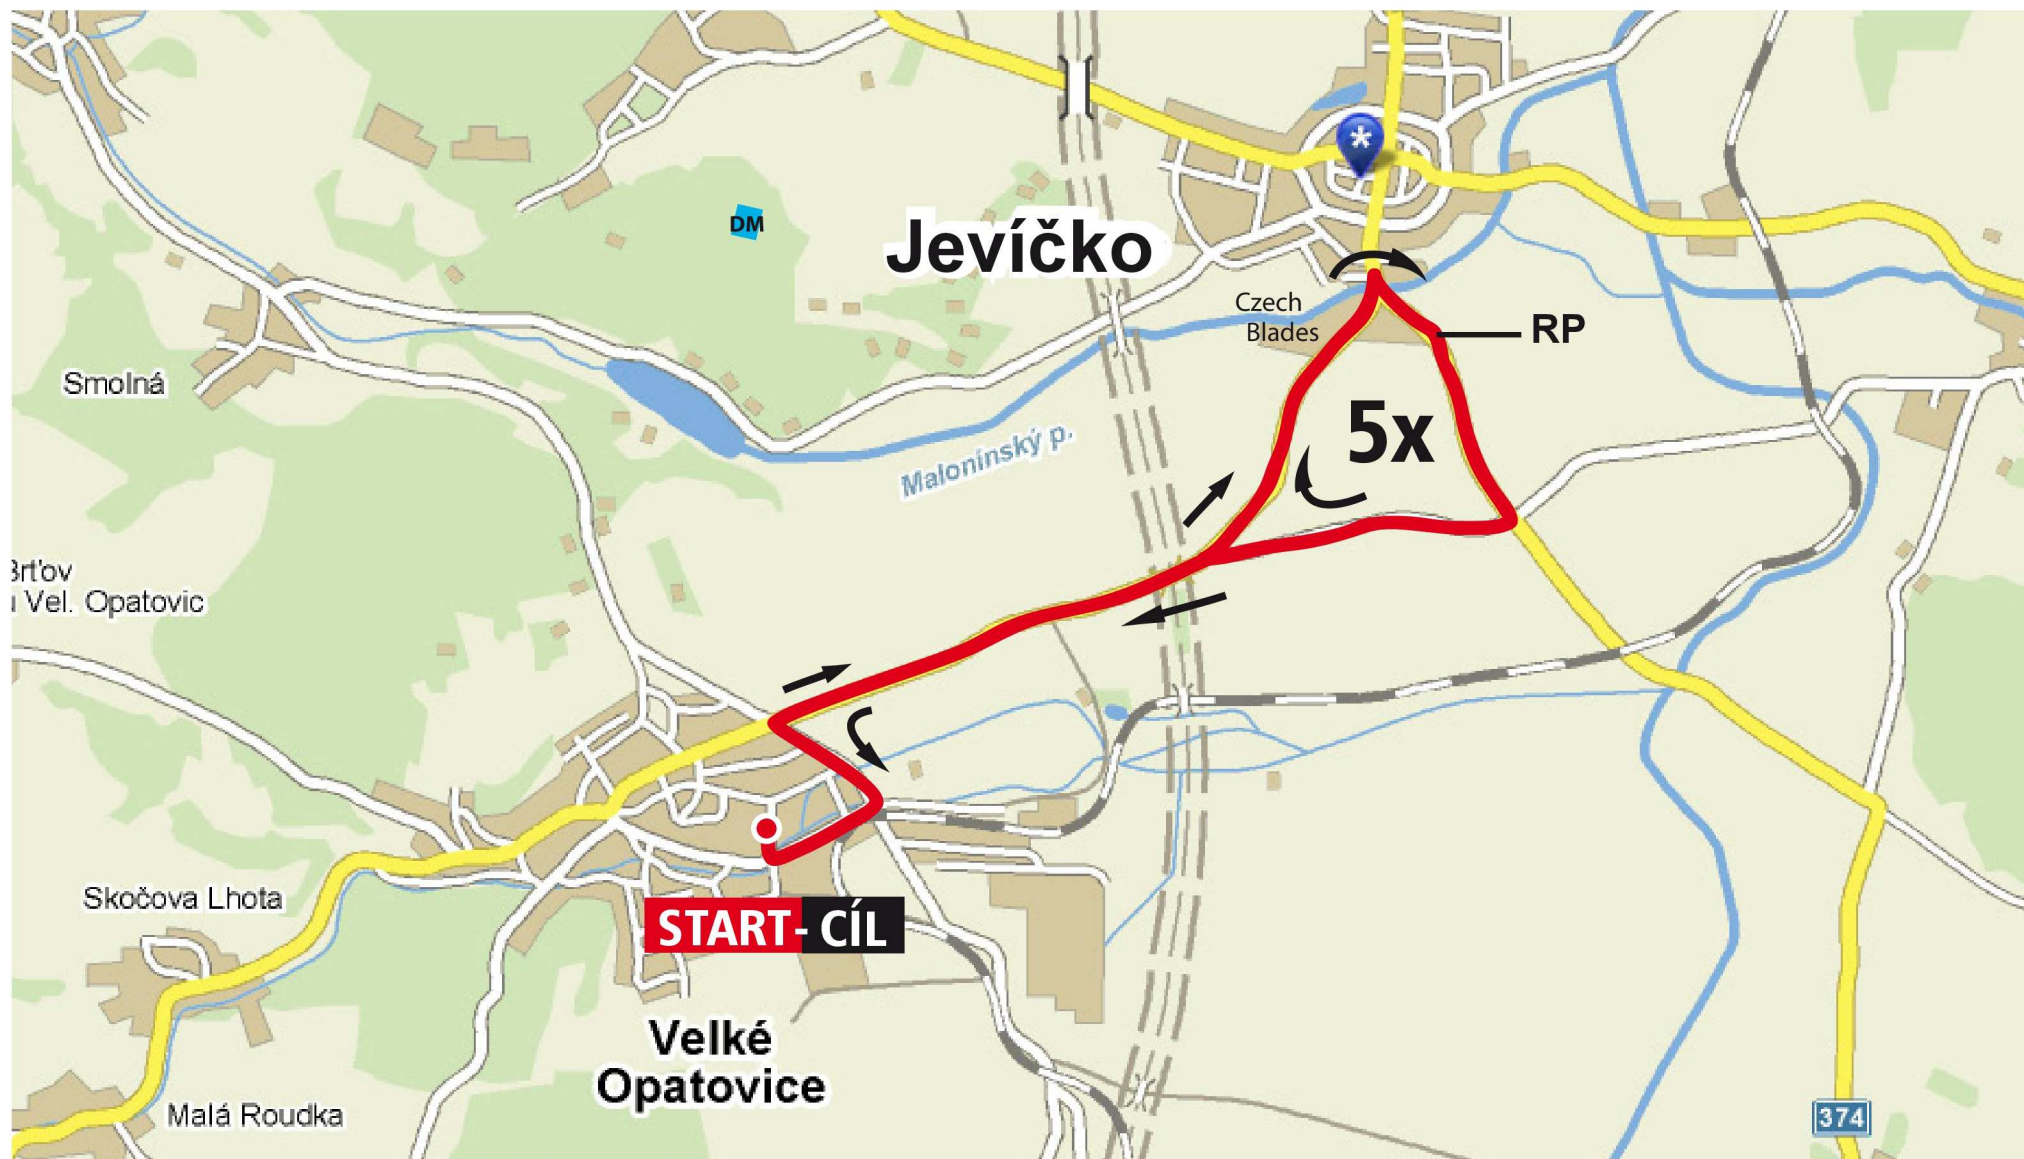 *
DM
Jevíčko
Czech
Blades
RP
Smolná
5x
Malonínský p.
u Vel. Opatovic
Skočova Lhota
START- CÍL
Velké
Opatovice
Malá Roudka
374